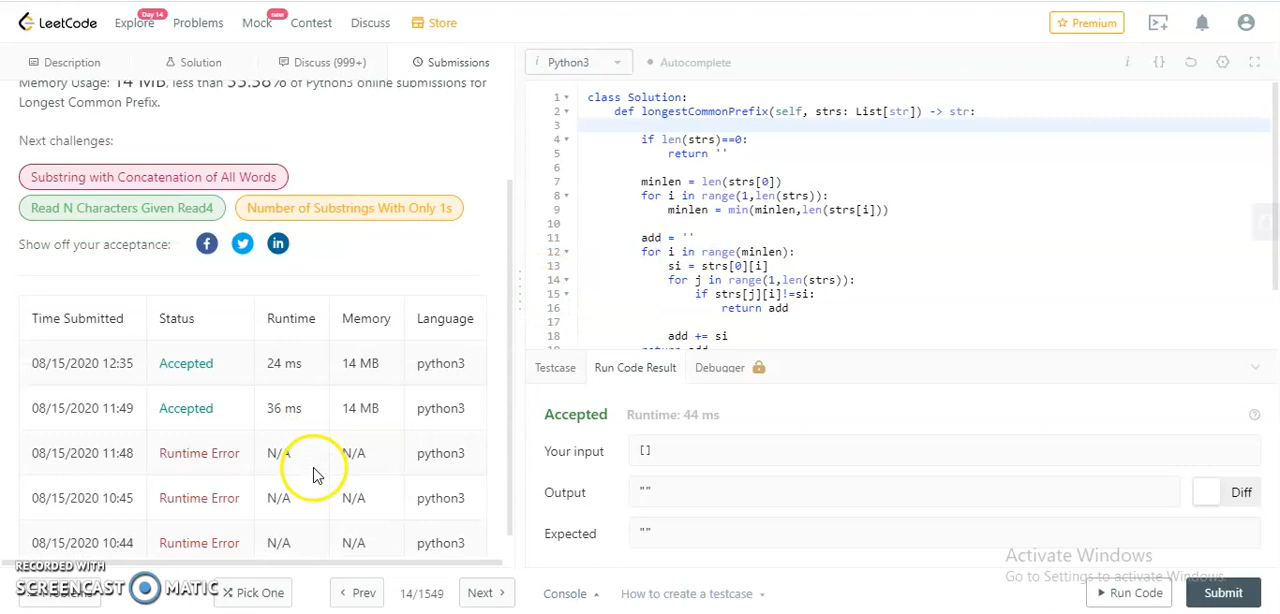 LeetCode
Explore
Day 14
Problems
Mock
new
Contest
Discuss
Store
Premium
Description
Solution
Discuss (999+)
Submissions
i Python3
Autocomplete
i {}
Memory Usage: 14 MB, less than 53.58% of Python3 online submissions for
Longest Common Prefix.
Next challenges:
Substring with Concatenation of All Words
Read N Characters Given Read4
Number of Substrings With Only 1s
Show off your acceptance:
Time Submitted Status Runtime Memory Language
08/15/2020 12:35 Accepted 24 ms 14 MB python3
08/15/2020 11:49 Accepted 36 ms 14 MB python3
08/15/2020 11:48 Runtime Error N/A N/A python3
08/15/2020 10:45 Runtime Error N/A N/A python3
08/15/2020 10:44 Runtime Error N/A N/A python3
1 class Solution:
2 def longestCommonPrefix(self, strs: List[str]) -> str:
3
4 if len(strs)==0:
5 return ''
6
7 minlen = len(strs[0])
8 for i in range(1,len(strs)):
9 minlen = min(minlen,len(strs[i]))
10
11 add = ''
12 for i in range(minlen):
13 si = strs[0][i]
14 for j in range(1,len(strs)):
15 if strs[j][i]!=si:
16 return add
17
18 add += si
return add
Testcase
Run Code Result
Debugger
Accepted
Runtime: 44 ms
Your input
[]
Output
""
Diff
Expected
""
Activate Windows
Go to Settings to activate Windows.
RECORDED WITH
SCREENCAST MATIC
Problems
Pick One
Prev
14/1549
Next
Console
How to create a testcase
Run Code
Submit